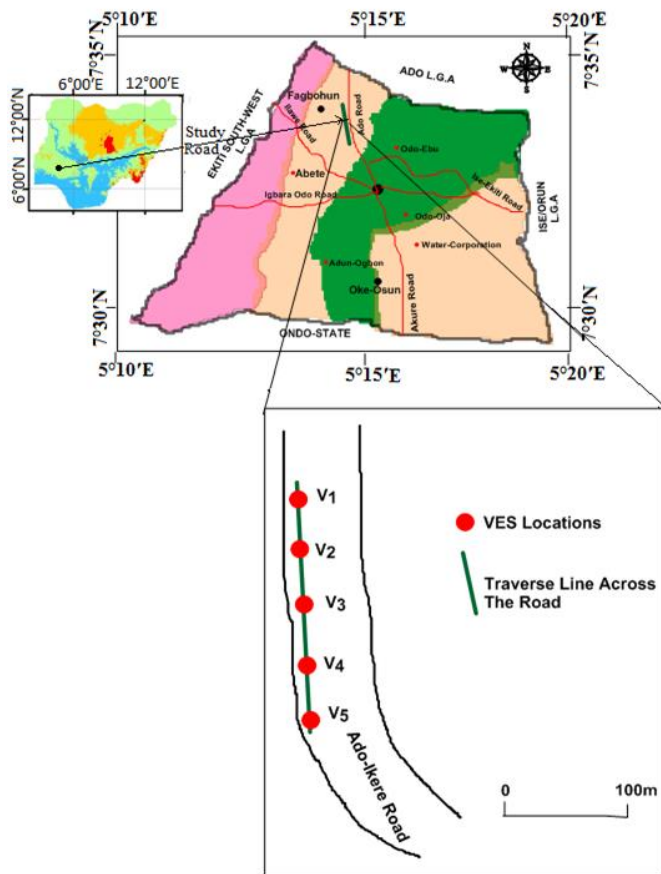 5°10'E
5°15'E
5°20'E
7°35'N
7°35'N
N
W
E
S
ADO L.G.A
6°00'E 12°00'E
12°00'N
6°00'N
Study
Road
EKITI SOUTH-WEST
L.G.A
Fagbohun
Ado Road
Odu-Ebu
Abete
Igbara Odo Road
Ise-Ekiti Road
ISE/ORUN
L.G.A
Odo-Oja
Water-Corporation
Adun-Ogbon
Oke-Osun
Akure Road
7°30'N
7°30'N
ONDO-STATE
5°10'E
5°15'E
5°20'E
V1
V2
V3
V4
V5
VES Locations
Traverse Line Across
The Road
Ado-Ikere Road
0
100m